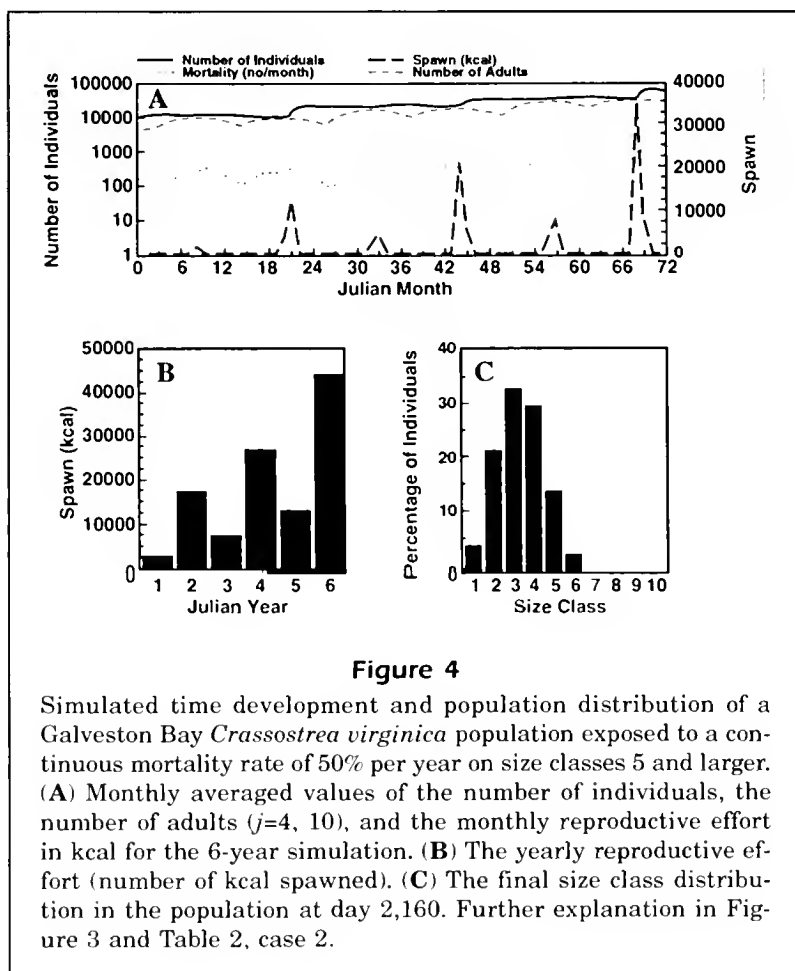 Number of Individuals Spawn (kcal)
Mortality (no/month) Number of Adults
A
Number of Individuals
100000
10000
1000
100
10
1
40000
30000
20000
10000
0
Spawn
0 6 12 18 24 30 36 42 48 54 60 66 72
Julian Month
B
Spawn (kcal)
50000
40000
30000
20000
10000
0
1 2 3 4 5 6
Julian Year
C
Percentage of Individuals
40
30
20
10
0
1 2 3 4 5 6 7 8 9 10
Size Class
Figure 4
Simulated time development and population distribution of a
Galveston Bay Crassostrea virginica population exposed to a con-
tinuous mortality rate of 50% per year on size classes 5 and larger.
(A) Monthly averaged values of the number of individuals, the
number of adults (j=4, 10), and the monthly reproductive effort
in kcal for the 6-year simulation. (B) The yearly reproductive ef-
fort (number of kcal spawned). (C) The final size class distribu-
tion in the population at day 2,160. Further explanation in Fig-
ure 3 and Table 2, case 2.